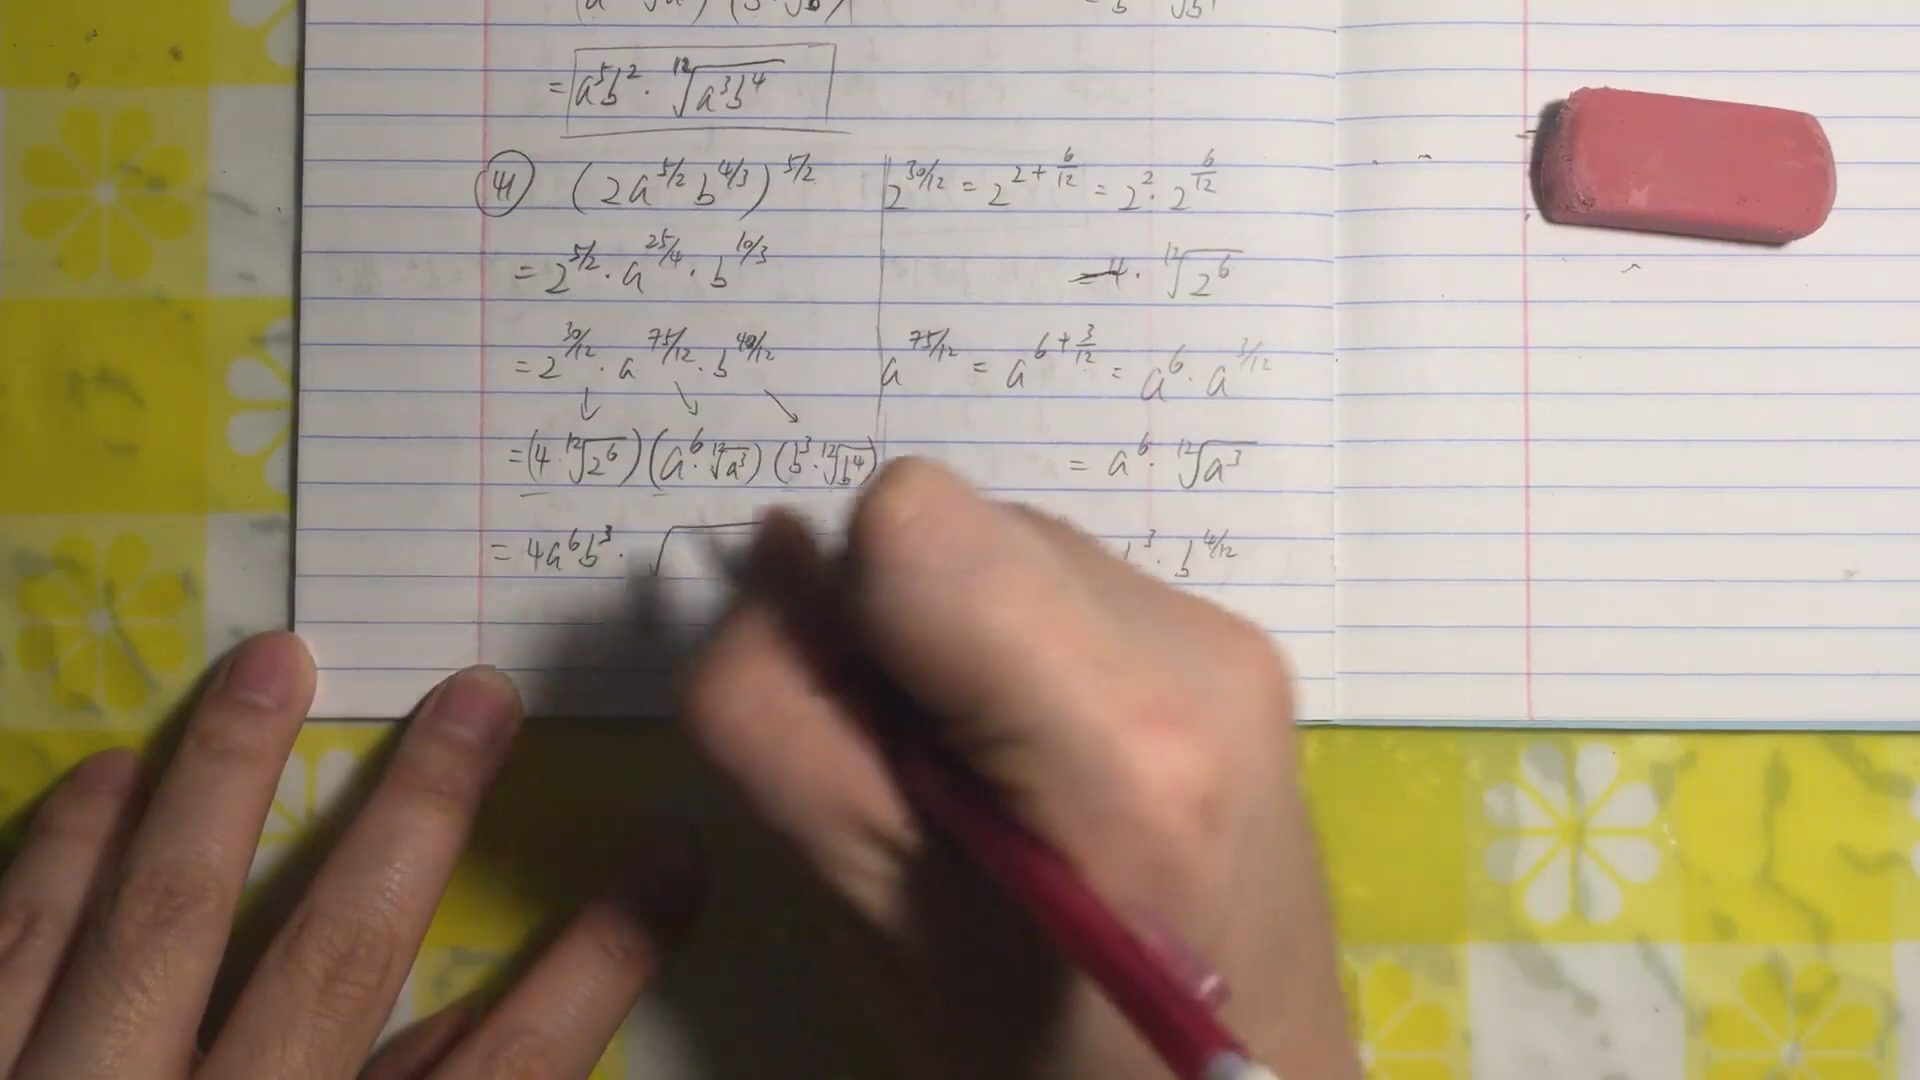 = a⁵b² · ¹²√(a³b⁴)
④① (2a^(5/2) b^(4/3))^(5/2)
= 2^(5/2) · a^(25/4) · b^(10/3)
= 2^(30/12) · a^(75/12) · b^(40/12)
= (4 · ¹²√(2⁶)) (a⁶ · ¹²√(a³)) (b³ · ¹²√(b⁴))
= 4a⁶b³ · √
2^(30/12) = 2^(2 + 6/12) = 2² · 2^(6/12)
= 4 · ¹²√(2⁶)
a^(75/12) = a^(6 + 3/12) = a⁶ · a^(3/12)
= a⁶ · ¹²√(a³)
b³ · b^(4/12)